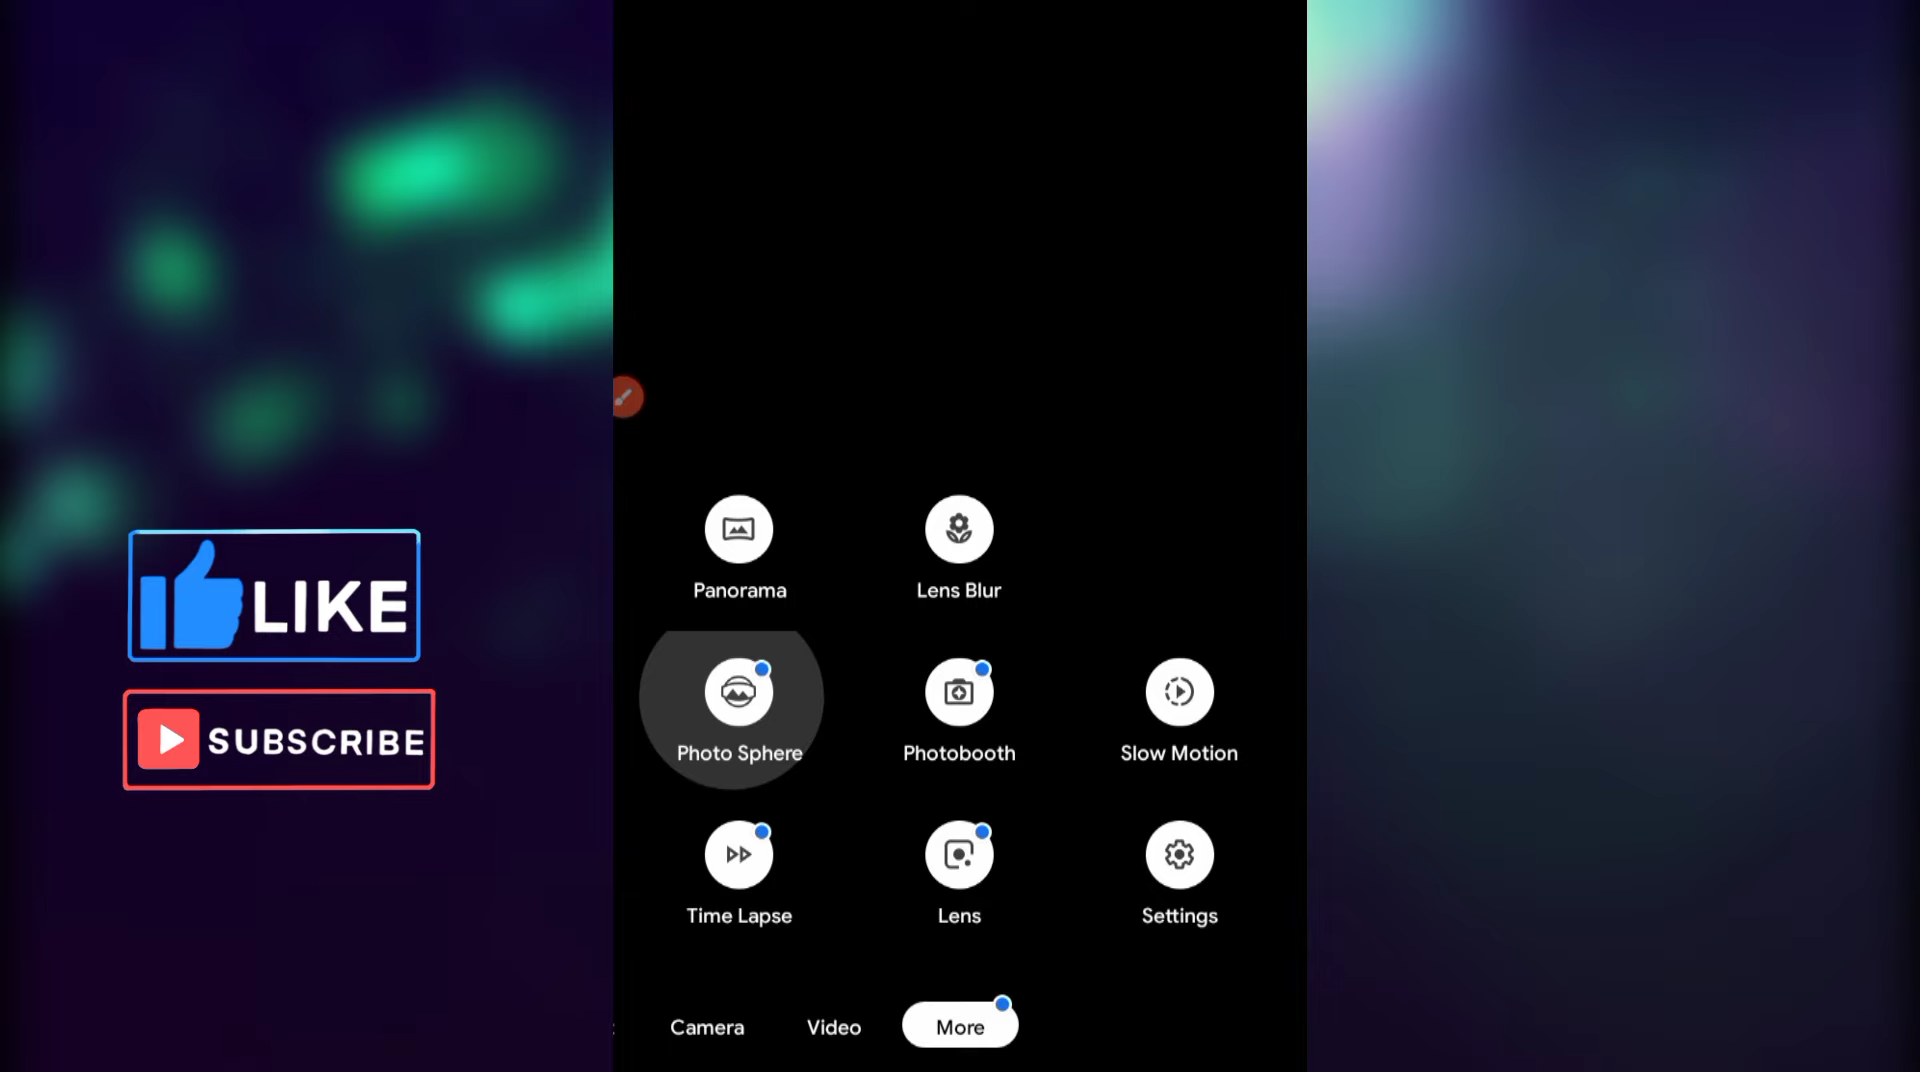 Panorama
Lens Blur
LIKE
Photo Sphere
Photobooth
Slow Motion
SUBSCRIBE
Time Lapse
Lens
Settings
Camera
Video
More